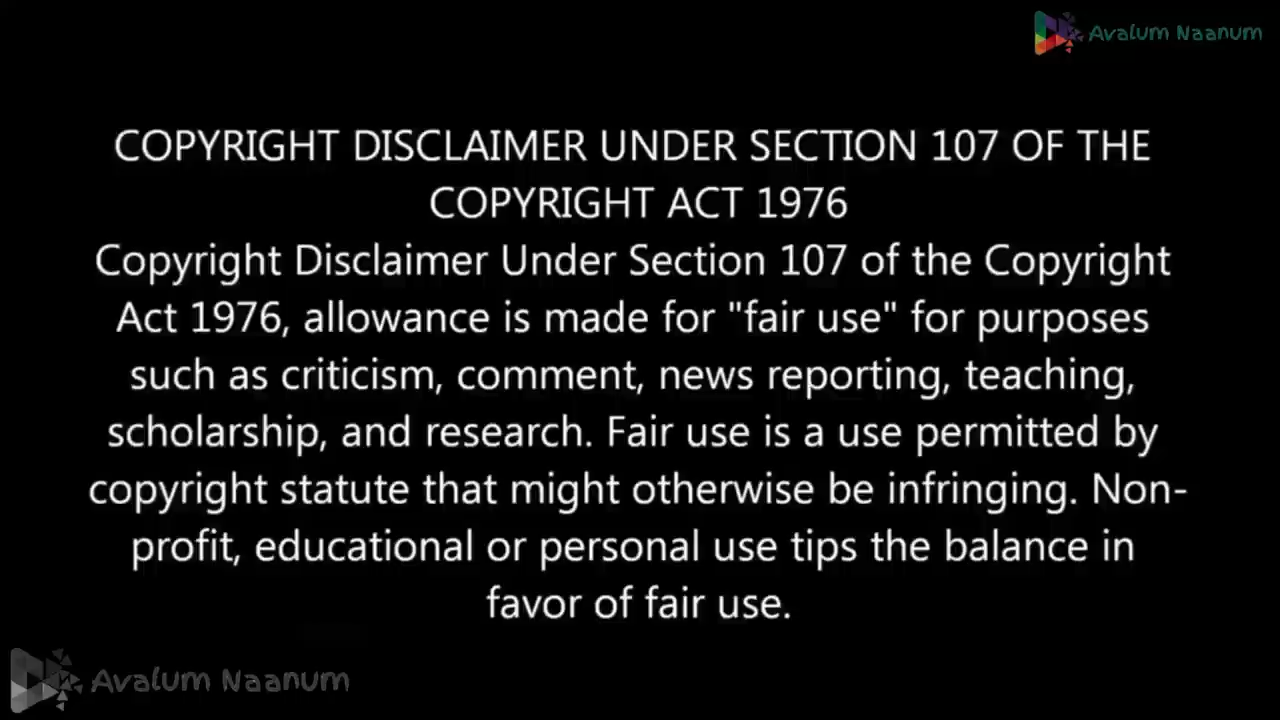 Avalum Naanum
COPYRIGHT DISCLAIMER UNDER SECTION 107 OF THE
COPYRIGHT ACT 1976
Copyright Disclaimer Under Section 107 of the Copyright
Act 1976, allowance is made for "fair use" for purposes
such as criticism, comment, news reporting, teaching,
scholarship, and research. Fair use is a use permitted by
copyright statute that might otherwise be infringing. Non-
profit, educational or personal use tips the balance in
favor of fair use.
Avalum Naanum